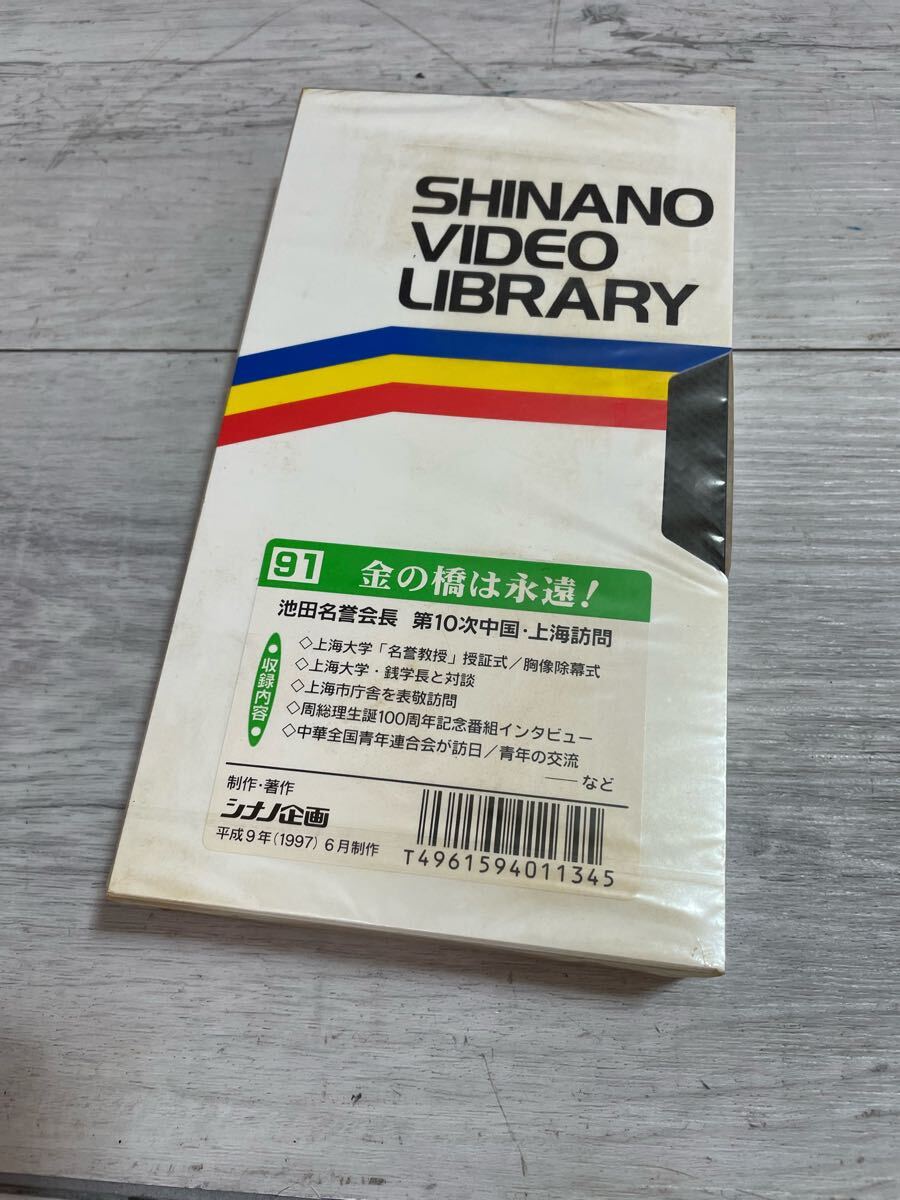 SHINANO
VIDEO
LIBRARY
91 金の橋は永遠!
池田名誉会長 第10次中国・上海訪問
収録内容
◇上海大学「名誉教授」授証式/胸像除幕式
◇上海大学・銭学長と対談
◇上海市庁舎を表敬訪問
◇周総理生誕100周年記念番組インタビュー
◇中華全国青年連合会が訪日/青年の交流
――など
制作・著作
シナノ企画
平成9年(1997)6月制作
T4961594011345